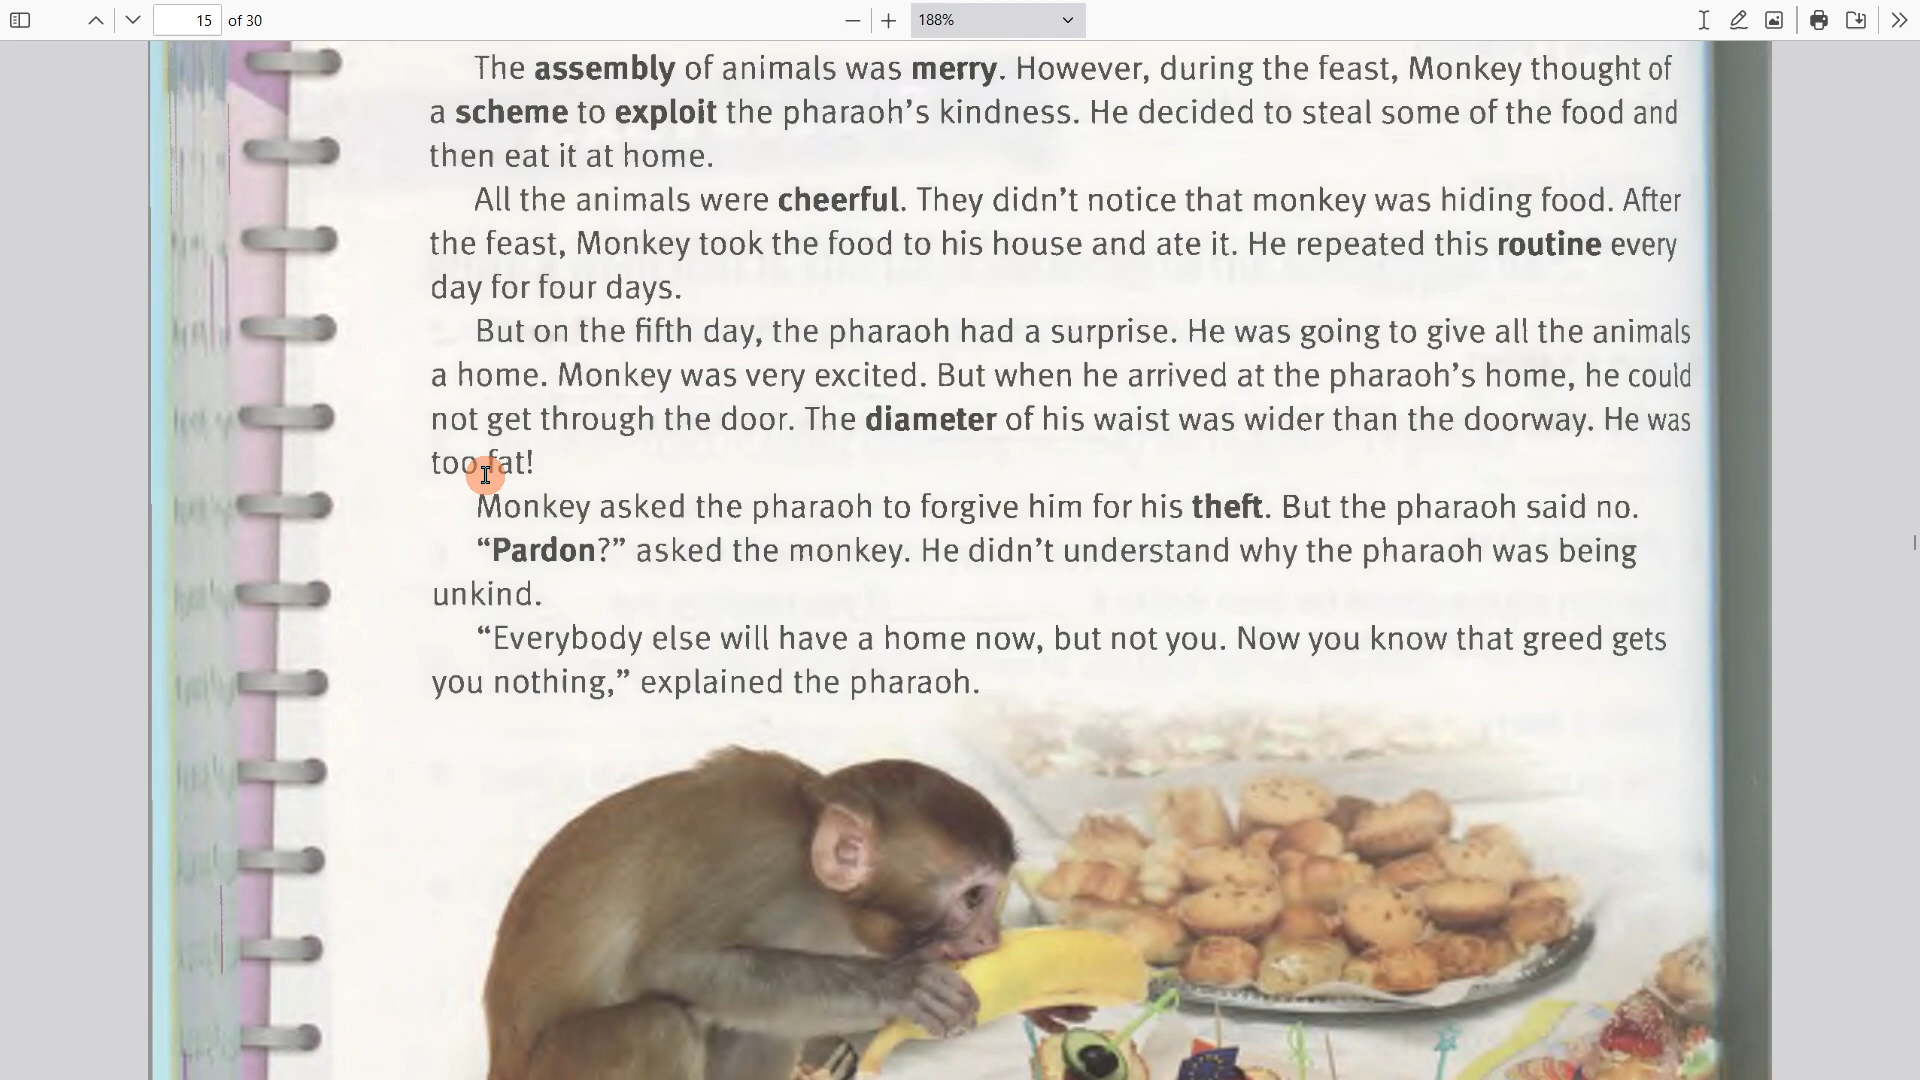 15 of 30
188%
The assembly of animals was merry. However, during the feast, Monkey thought of
a scheme to exploit the pharaoh's kindness. He decided to steal some of the food and
then eat it at home.
All the animals were cheerful. They didn't notice that monkey was hiding food. After
the feast, Monkey took the food to his house and ate it. He repeated this routine every
day for four days.
But on the fifth day, the pharaoh had a surprise. He was going to give all the animals
a home. Monkey was very excited. But when he arrived at the pharaoh's home, he could
not get through the door. The diameter of his waist was wider than the doorway. He was
too fat!
Monkey asked the pharaoh to forgive him for his theft. But the pharaoh said no.
“Pardon?” asked the monkey. He didn't understand why the pharaoh was being
unkind.
“Everybody else will have a home now, but not you. Now you know that greed gets
you nothing,” explained the pharaoh.